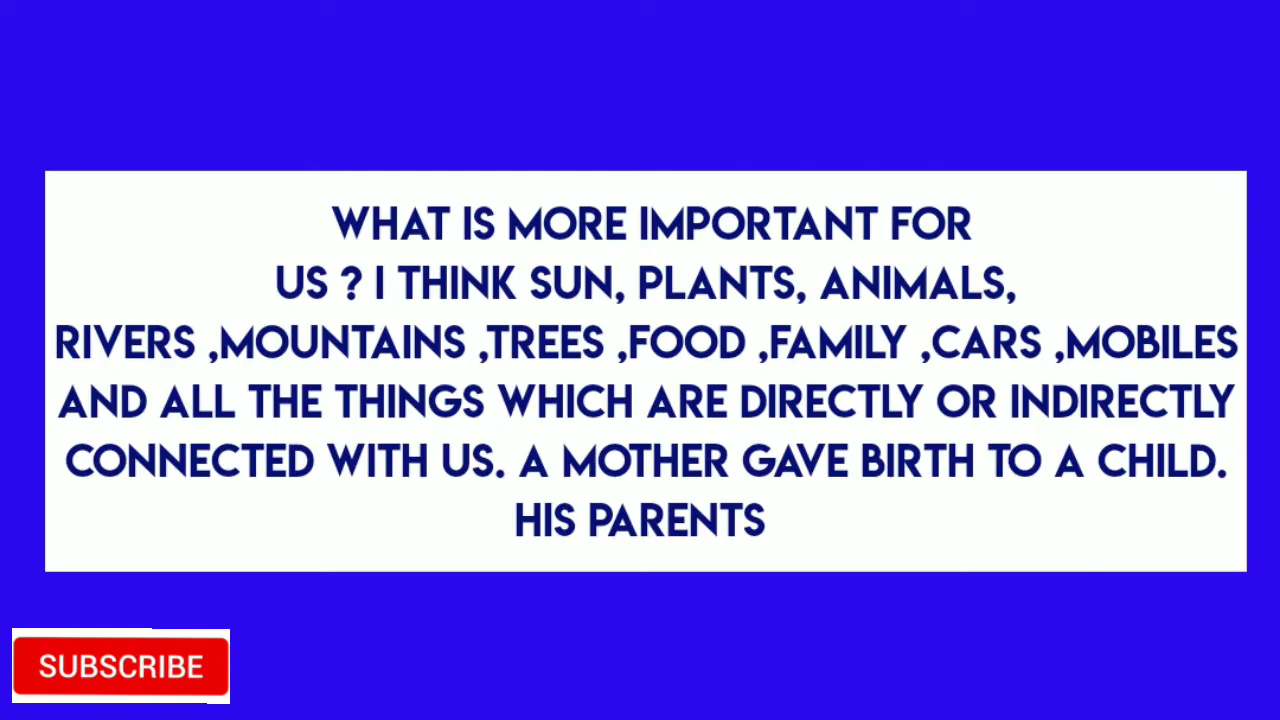 WHAT IS MORE IMPORTANT FOR
US ? I THINK SUN, PLANTS, ANIMALS,
RIVERS ,MOUNTAINS ,TREES ,FOOD ,FAMILY ,CARS ,MOBILES
AND ALL THE THINGS WHICH ARE DIRECTLY OR INDIRECTLY
CONNECTED WITH US. A MOTHER GAVE BIRTH TO A CHILD.
HIS PARENTS
SUBSCRIBE